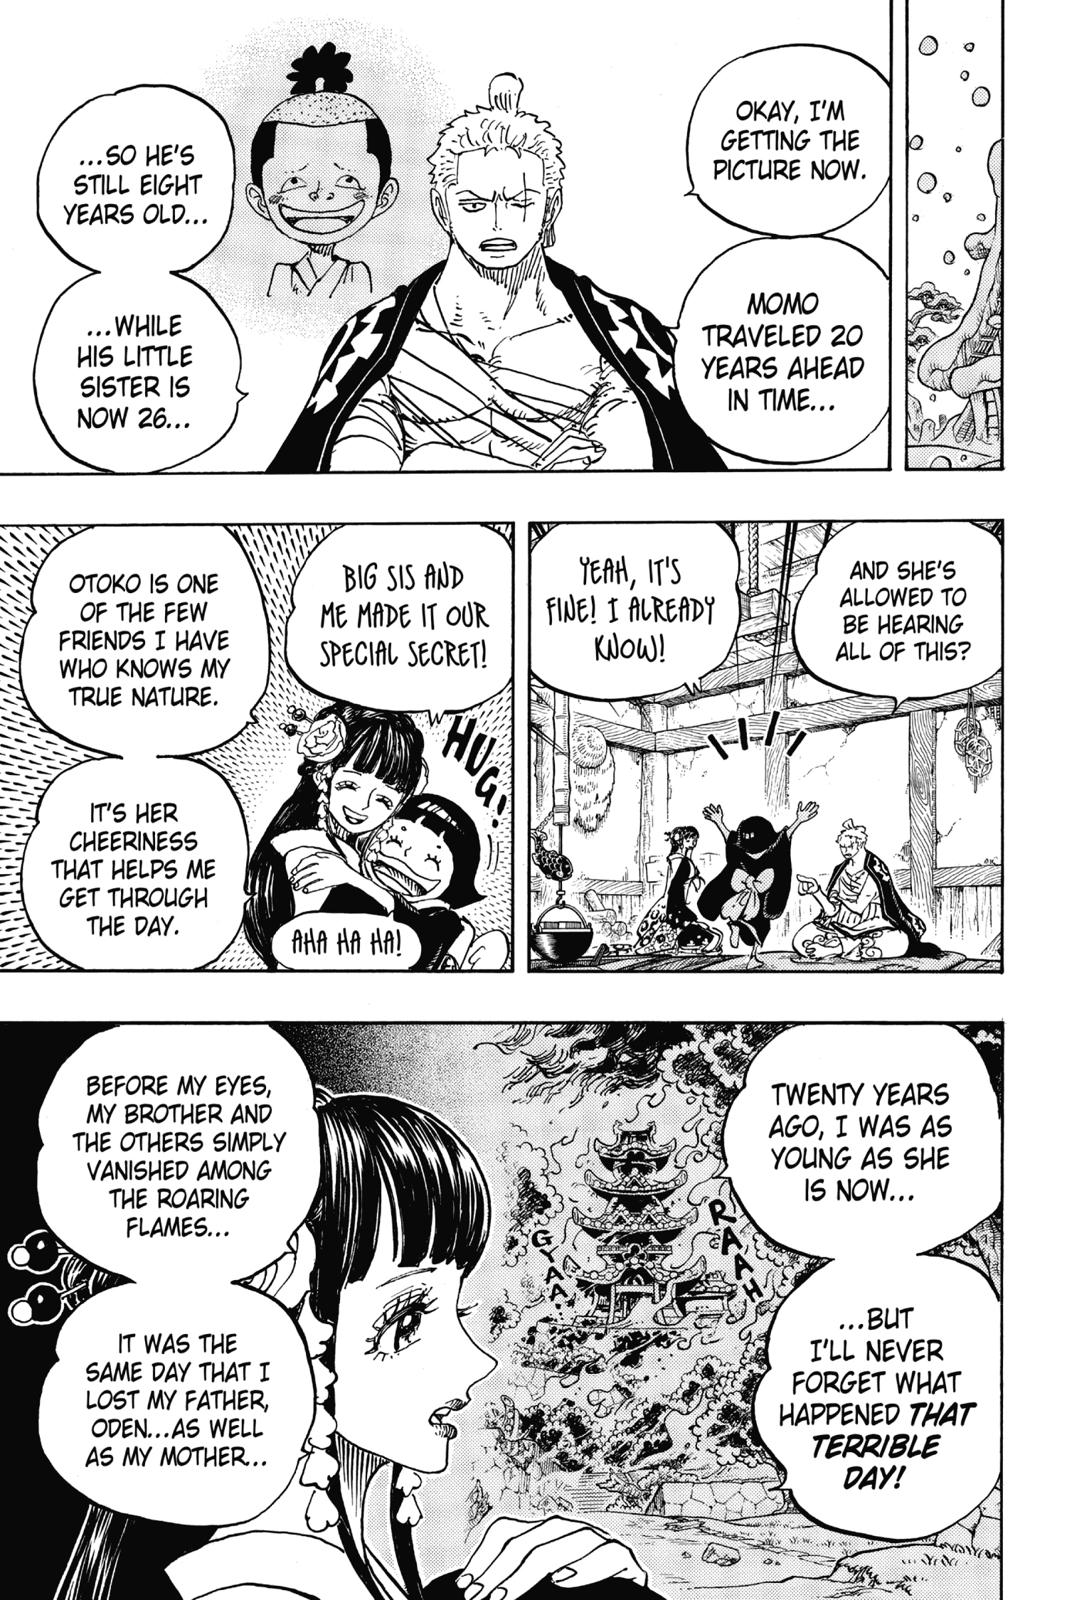 OKAY, I'M
GETTING THE
PICTURE NOW.
MOMO
TRAVELED 20
YEARS AHEAD
IN TIME...
...SO HE'S
STILL EIGHT
YEARS OLD...
...WHILE
HIS LITTLE
SISTER IS
NOW 26...
AND SHE'S
ALLOWED TO
BE HEARING
ALL OF THIS?
YEAH, IT'S
FINE! I ALREADY
KNOW!
BIG SIS AND
ME MADE IT OUR
SPECIAL SECRET!
HUG!
AHA HA HA!
OTOKO IS ONE
OF THE FEW
FRIENDS I HAVE
WHO KNOWS MY
TRUE NATURE.
IT'S HER
CHEERINESS
THAT HELPS ME
GET THROUGH
THE DAY.
TWENTY YEARS
AGO, I WAS AS
YOUNG AS SHE
IS NOW...
...BUT
I'LL NEVER
FORGET WHAT
HAPPENED THAT
TERRIBLE
DAY!
RAAH
GYAA!
BEFORE MY EYES,
MY BROTHER AND
THE OTHERS SIMPLY
VANISHED AMONG
THE ROARING
FLAMES...
IT WAS THE
SAME DAY THAT I
LOST MY FATHER,
ODEN...AS WELL
AS MY MOTHER...